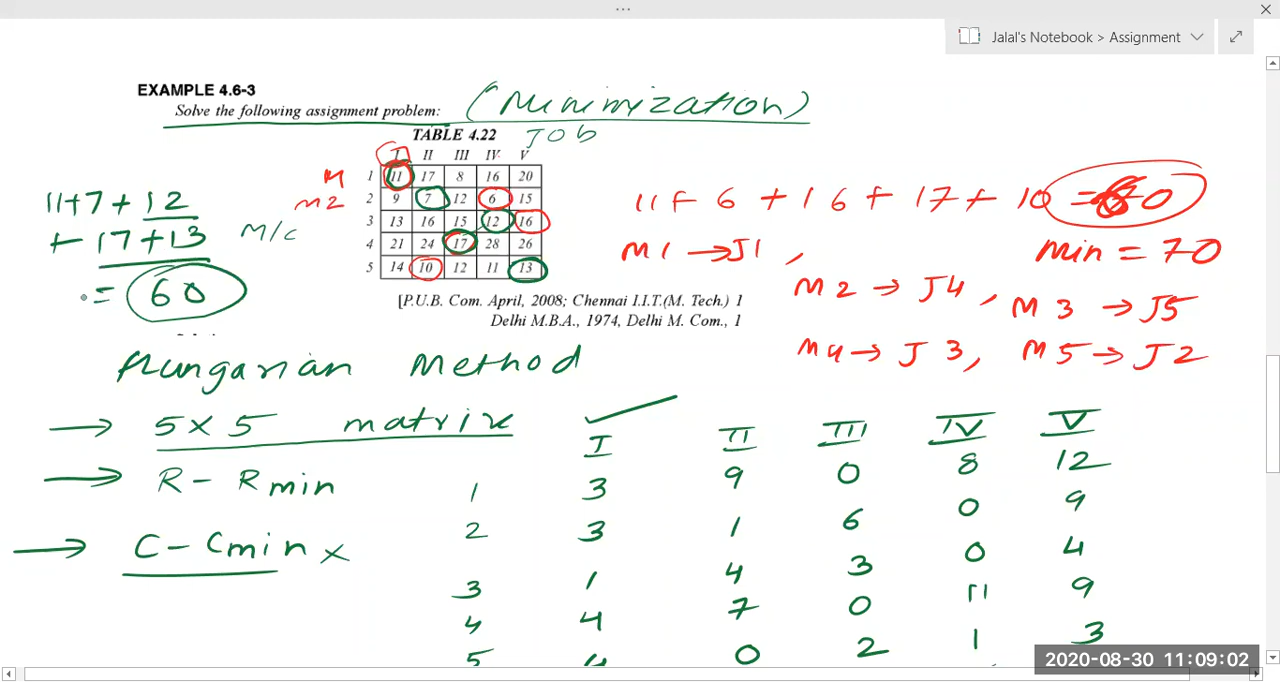 Jalal's Notebook > Assignment
EXAMPLE 4.6-3
Solve the following assignment problem:
(Minimization)
TABLE 4.22
JOB
I II III IV V
M 1 11 17 8 16 20
M2 2 9 7 12 6 15
3 13 16 15 12 16
4 21 24 17 28 26
5 14 10 12 11 13
M/C
11+7+12
+17+13
= 60
11+ 6 + 16 + 17 + 10 = 70
min = 70
M1 → J1 ,
M2 → J4 , M3 → J5
M4 → J3, M5 → J2
[P.U.B. Com. April, 2008; Chennai I.I.T.(M. Tech.) 1
Delhi M.B.A., 1974, Delhi M. Com., 1
Hungarian Method
→ 5x5 matrix
→ R - Rmin
→ C - Cmin x
I II III IV V
1 3 9 0 8 12
2 3 1 6 0 9
3 1 4 3 0 4
4 4 7 0 11 9
5 4 0 2 1 3
2020-08-30 11:09:02